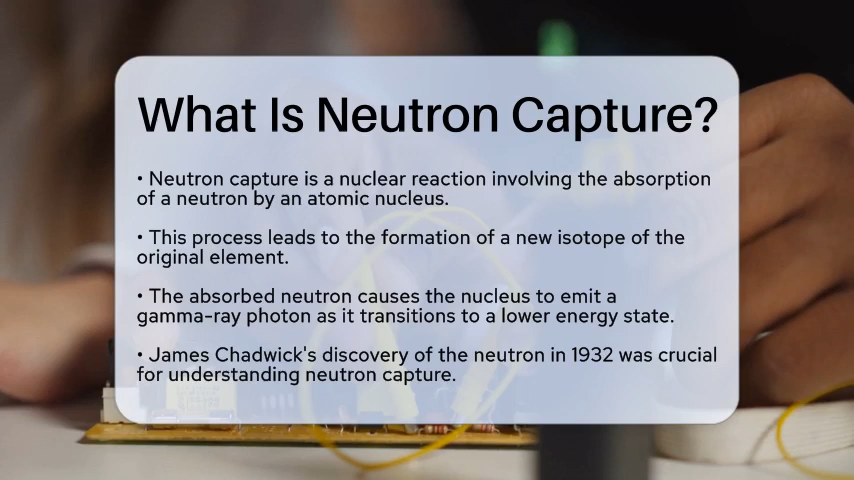 What Is Neutron Capture?
• Neutron capture is a nuclear reaction involving the absorption
of a neutron by an atomic nucleus.
• This process leads to the formation of a new isotope of the
original element.
• The absorbed neutron causes the nucleus to emit a
gamma-ray photon as it transitions to a lower energy state.
• James Chadwick's discovery of the neutron in 1932 was crucial
for understanding neutron capture.